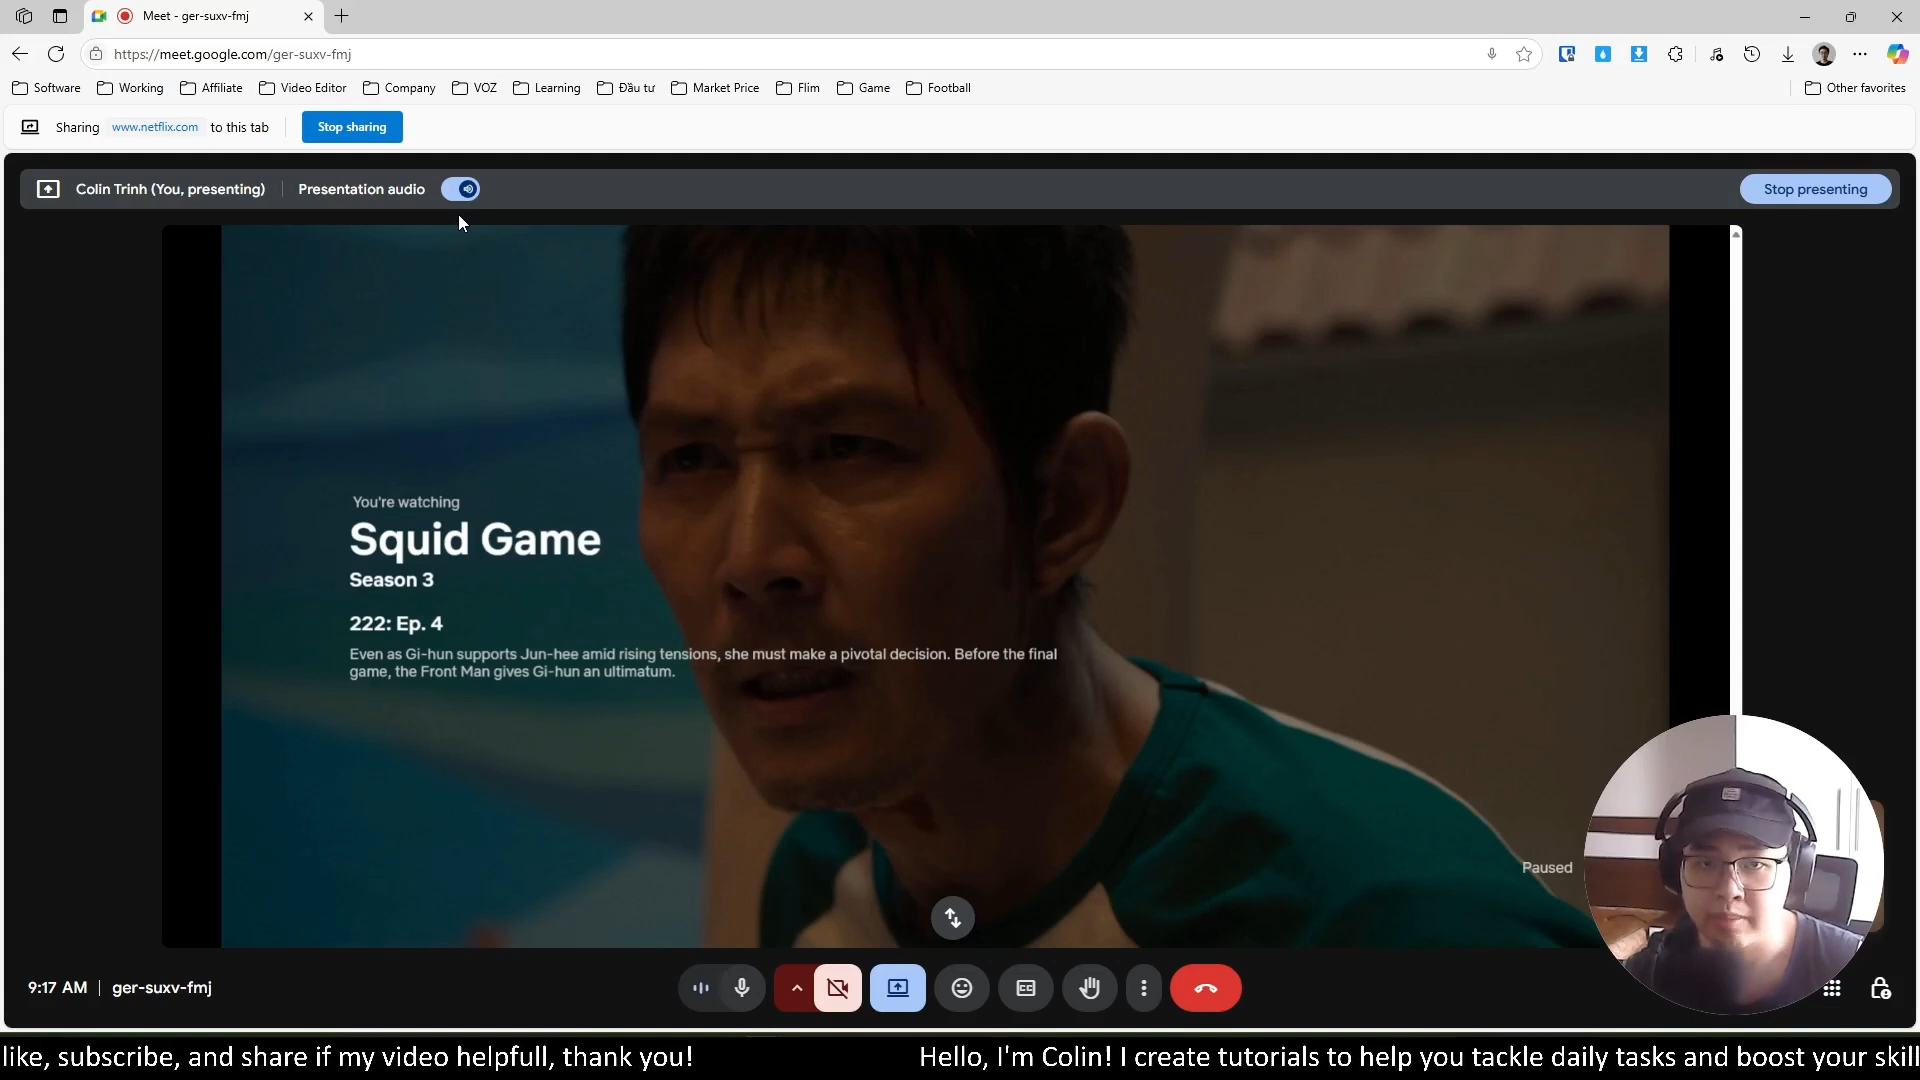 Meet - ger-suxv-fmj
https://meet.google.com/ger-suxv-fmj
Software Working Affiliate Video Editor Company VOZ Learning Đầu tư Market Price Flim Game Football Other favorites
Sharing www.netflix.com to this tab Stop sharing
Colin Trinh (You, presenting) Presentation audio Stop presenting
You're watching
Squid Game
Season 3
222: Ep. 4
Even as Gi-hun supports Jun-hee amid rising tensions, she must make a pivotal decision. Before the final
game, the Front Man gives Gi-hun an ultimatum.
Paused
9:17 AM ger-suxv-fmj
like, subscribe, and share if my video helpfull, thank you! Hello, I'm Colin! I create tutorials to help you tackle daily tasks and boost your skill